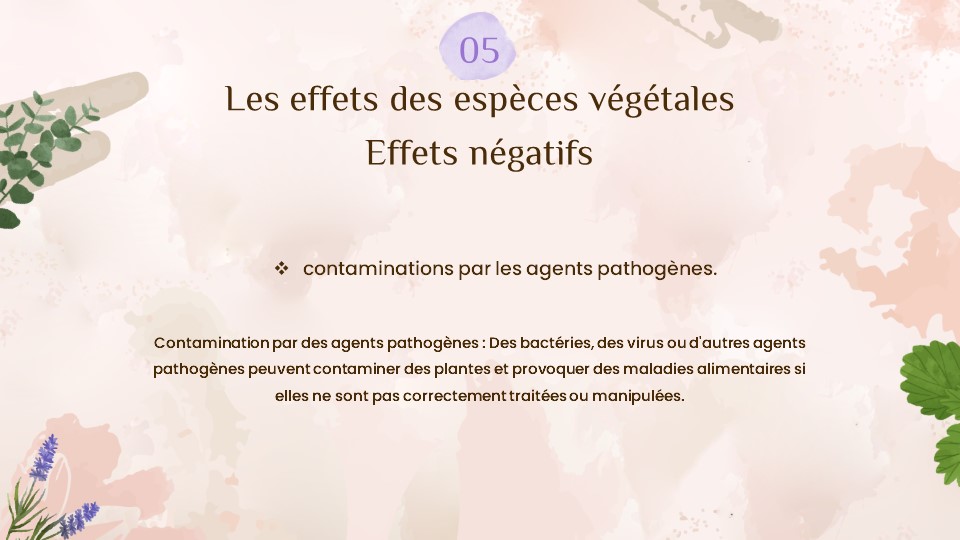 05
Les effets des espèces végétales
Effets négatifs
❖ contaminations par les agents pathogènes.
Contamination par des agents pathogènes : Des bactéries, des virus ou d'autres agents
pathogènes peuvent contaminer des plantes et provoquer des maladies alimentaires si
elles ne sont pas correctement traitées ou manipulées.